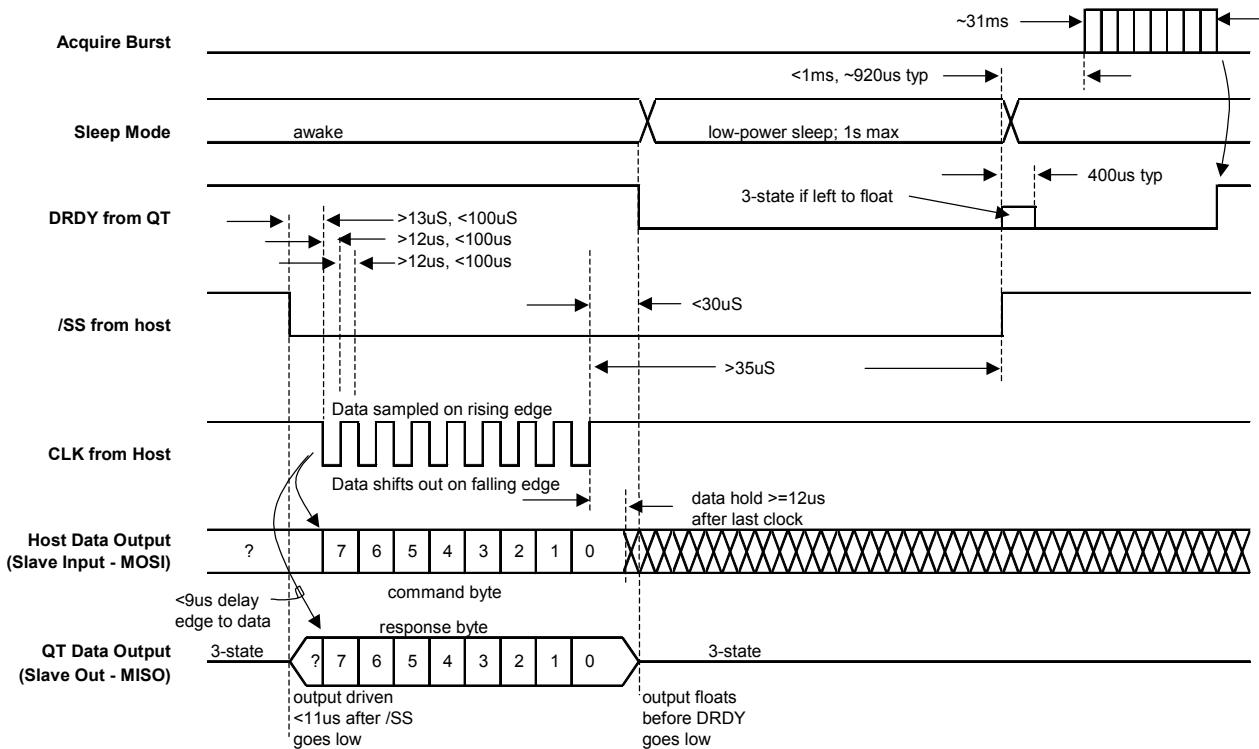 ~31ms
Acquire Burst
<1ms, ~920us typ
Sleep Mode
awake
low-power sleep; 1s max
400us typ
3-state if left to float
DRDY from QT
>13uS, <100uS
>12us, <100us
>12us, <100us
<30uS
/SS from host
>35uS
Data sampled on rising edge
CLK from Host
Data shifts out on falling edge
data hold >=12us
after last clock
Host Data Output
(Slave Input - MOSI)
? 7 6 5 4 3 2 1 0
command byte
<9us delay
edge to data
response byte
QT Data Output
(Slave Out - MISO)
3-state
? 7 6 5 4 3 2 1 0
3-state
output driven
<11us after /SS
goes low
output floats
before DRDY
goes low